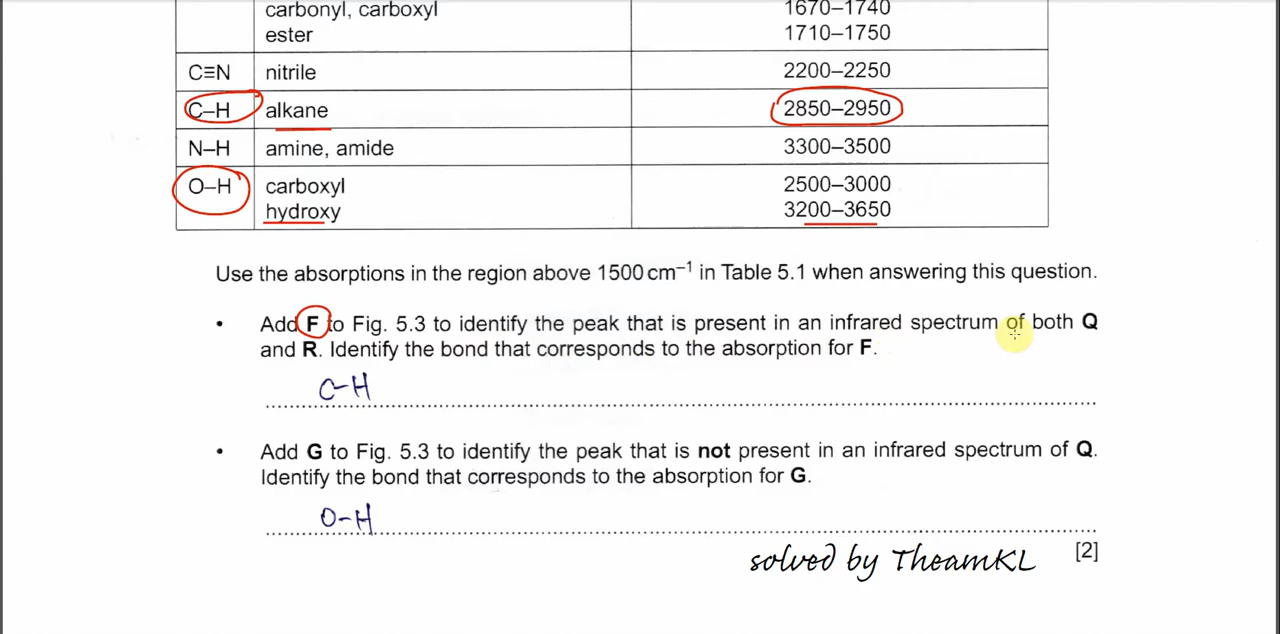 carbonyl, carboxyl 1670–1740
ester 1710–1750
C≡N nitrile 2200–2250
C–H alkane 2850–2950
N–H amine, amide 3300–3500
O–H carboxyl 2500–3000
hydroxy 3200–3650
Use the absorptions in the region above 1500 cm⁻¹ in Table 5.1 when answering this question.
• Add F to Fig. 5.3 to identify the peak that is present in an infrared spectrum of both Q
and R. Identify the bond that corresponds to the absorption for F.
C–H
• Add G to Fig. 5.3 to identify the peak that is not present in an infrared spectrum of Q.
Identify the bond that corresponds to the absorption for G.
O–H
solved by TheamKL [2]